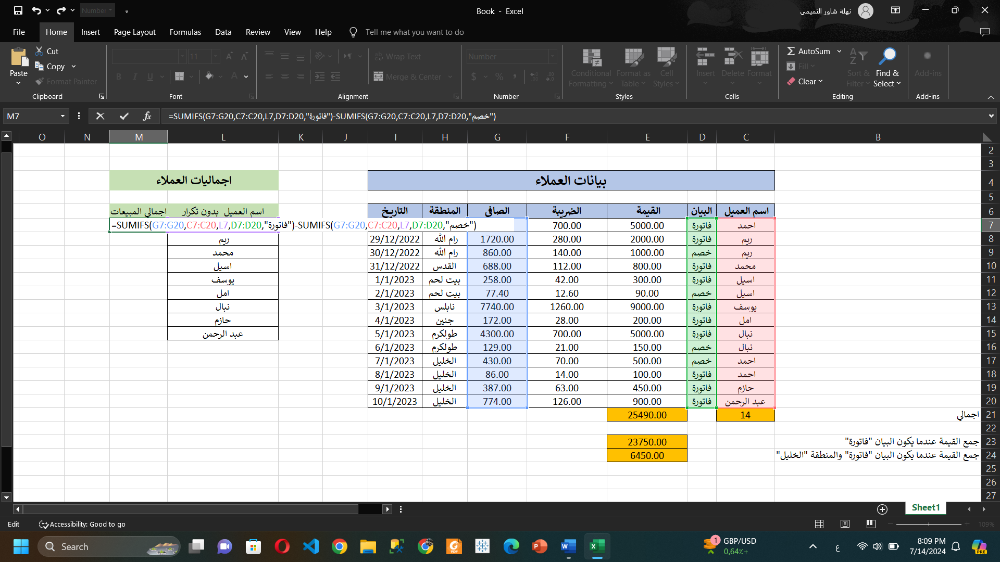 Number
Book - Excel
نهلة شاور التميمي
File Home Insert Page Layout Formulas Data Review View Help Tell me what you want to do
Paste
Cut
Copy
Format Painter
Clipboard
11
B I U A
Font
Wrap Text
Merge & Center
Alignment
Number
$ %
Number
Conditional Formatting
Format as Table
Cell Styles
Styles
Insert Delete Format
Cells
AutoSum
Fill
Clear
Sort & Filter
Find & Select
Editing
Add-ins
Add-ins
M7
=SUMIFS(G7:G20,C7:C20,L7,D7:D20,"فاتورة")-SUMIFS(G7:G20,C7:C20,L7,D7:D20,"خصم")
O N M L K J I H G F E D C B
2
3
بيانات العملاء اجماليات العملاء 4
5
اسم العميل البيان القيمة الضريبة الصافى المنطقة التاريخ اسم العميل بدون تكرار اجمالي المبيعات 6
=SUMIFS(G7:G20,C7:C20,L7,D7:D20,"فاتورة")-SUMIFS(G7:G20,C7:C20,L7,D7:D20,"خصم")
احمد فاتورة 5000.00 700.00 7
ريم فاتورة 2000.00 280.00 1720.00 رام الله 29/12/2022 ريم 8
ريم خصم 1000.00 140.00 860.00 رام الله 30/12/2022 محمد 9
محمد فاتورة 800.00 112.00 688.00 القدس 31/12/2022 اسيل 10
اسيل فاتورة 300.00 42.00 258.00 بيت لحم 1/1/2023 يوسف 11
اسيل خصم 90.00 12.60 77.40 بيت لحم 2/1/2023 امل 12
يوسف فاتورة 9000.00 1260.00 7740.00 نابلس 3/1/2023 نبال 13
امل فاتورة 200.00 28.00 172.00 جنين 4/1/2023 حازم 14
نبال فاتورة 5000.00 700.00 4300.00 طولكرم 5/1/2023 عبد الرحمن 15
نبال خصم 150.00 21.00 129.00 طولكرم 6/1/2023 16
احمد خصم 500.00 70.00 430.00 الخليل 7/1/2023 17
احمد فاتورة 100.00 14.00 86.00 الخليل 8/1/2023 18
حازم فاتورة 450.00 63.00 387.00 الخليل 9/1/2023 19
عبد الرحمن فاتورة 900.00 126.00 774.00 الخليل 10/1/2023 20
اجمالي 14 25490.00 21
22
جمع القيمة عندما يكون البيان "فاتورة" 23750.00 23
جمع القيمة عندما يكون البيان "فاتورة" والمنطقة "الخليل" 6450.00 24
25
26
27
Sheet1
Edit Accessibility: Good to go 109%
Search
1
GBP/USD
0,64٪+
ع
8:09 PM
7/14/2024
PRE